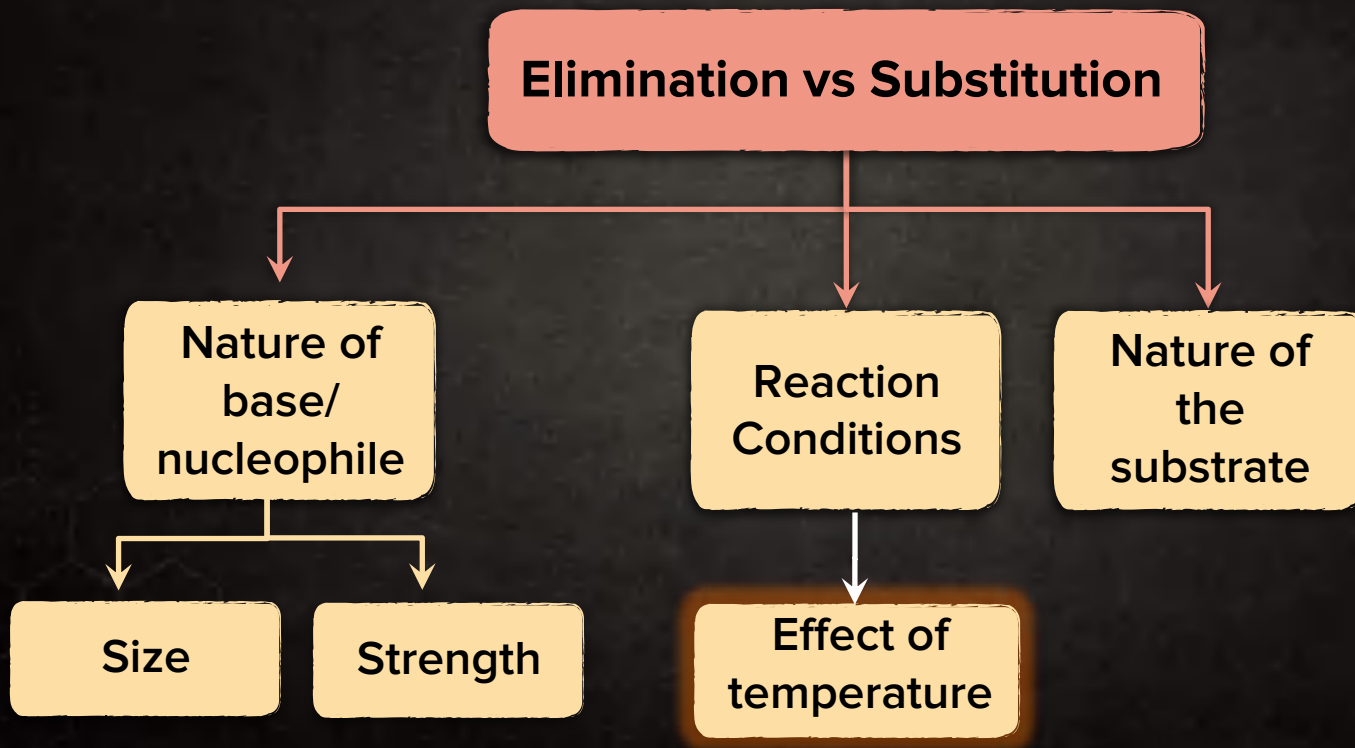 Elimination vs Substitution
Nature of
base/
nucleophile
Reaction
Conditions
Nature of
the
substrate
Size
Strength
Effect of
temperature